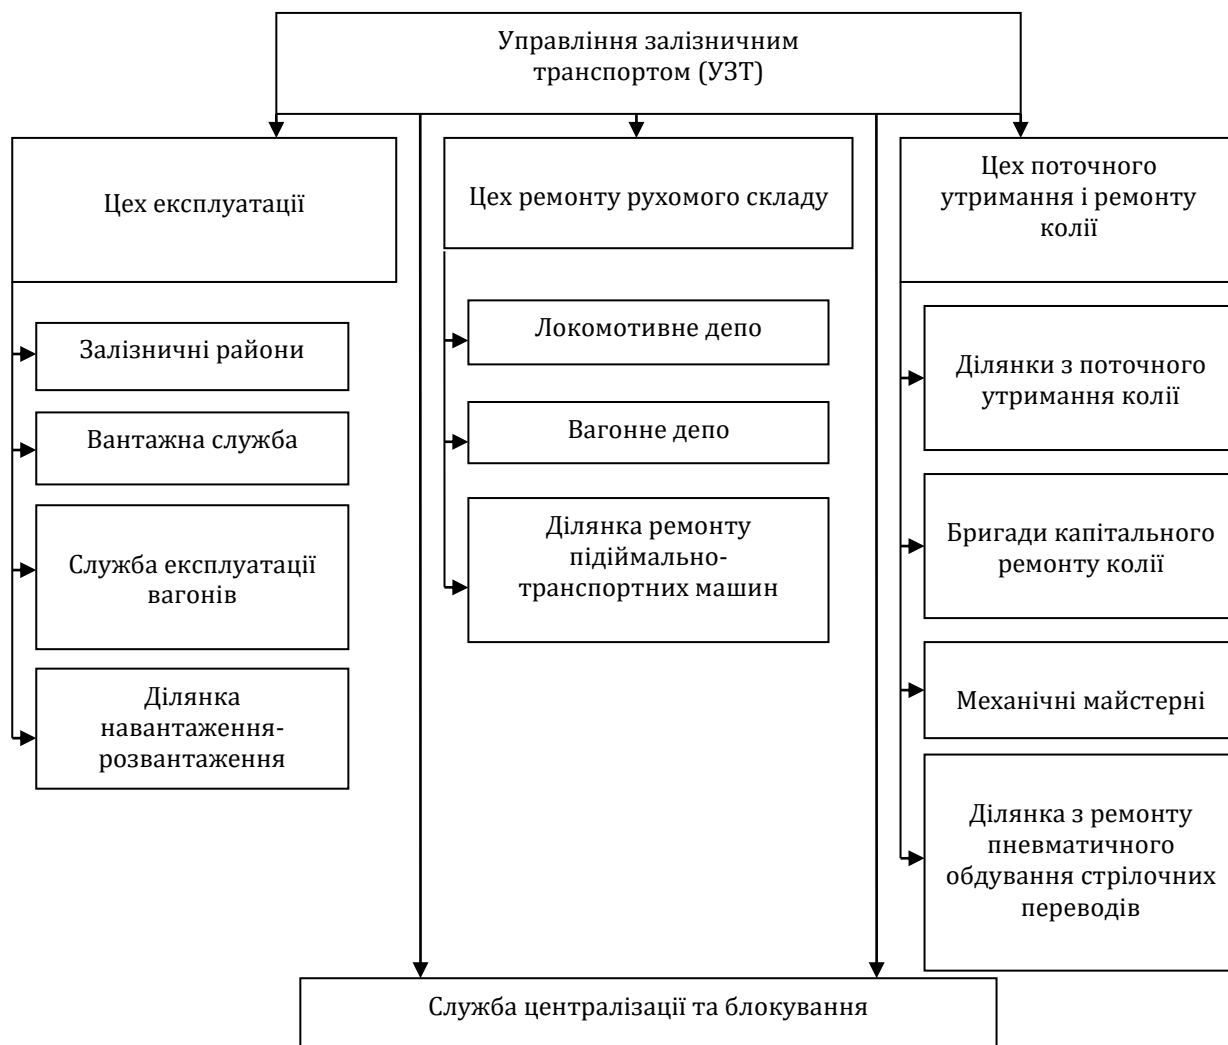 Управління залізничним
транспортом (УЗТ)
Цех експлуатації
Залізничні райони
Вантажна служба
Служба експлуатації
вагонів
Ділянка
навантаження-
розвантаження
Цех ремонту рухомого складу
Локомотивне депо
Вагонне депо
Ділянка ремонту
підіймально-
транспортних машин
Цех поточного
утримання і ремонту
колії
Ділянки з поточного
утримання колії
Бригади капітального
ремонту колії
Механічні майстерні
Ділянка з ремонту
пневматичного
обдування стрілочних
переводів
Служба централізації та блокування